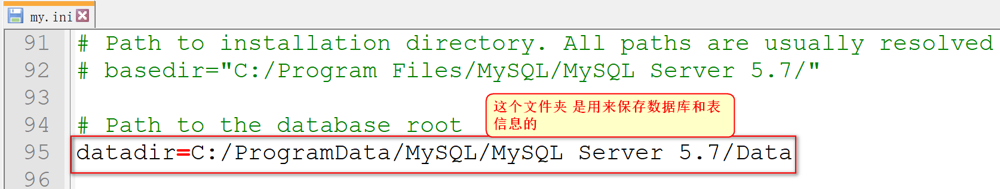 my.ini
91 # Path to installation directory. All paths are usually resolved
92 # basedir="C:/Program Files/MySQL/MySQL Server 5.7/"
93
这个文件夹 是用来保存数据库和表
信息的
94 # Path to the database root
95 datadir=C:/ProgramData/MySQL/MySQL Server 5.7/Data
96